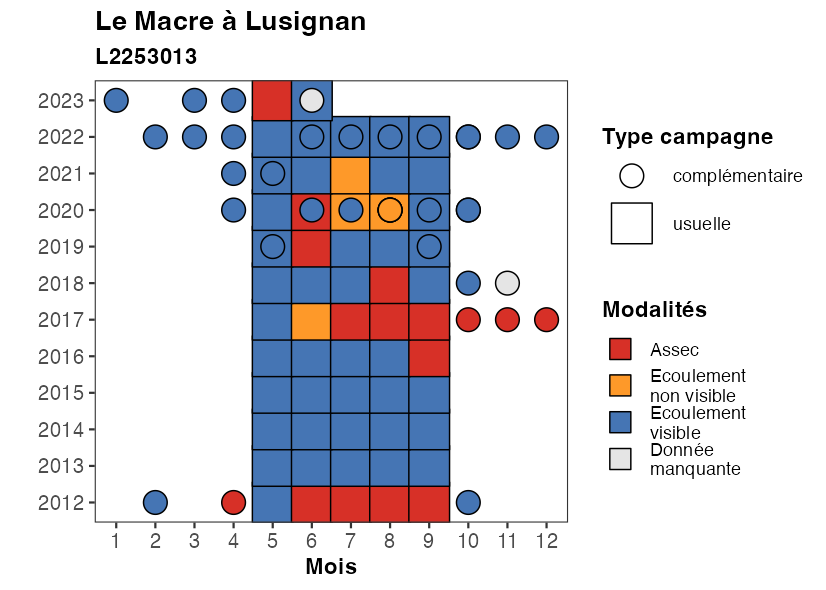 Le Macre à Lusignan
L2253013
2023
2022
2021
2020
2019
2018
2017
2016
2015
2014
2013
2012
1 2 3 4 5 6 7 8 9 10 11 12
Mois
Type campagne
complémentaire
usuelle
Modalités
Assec
Ecoulement
non visible
Ecoulement
visible
Donnée
manquante